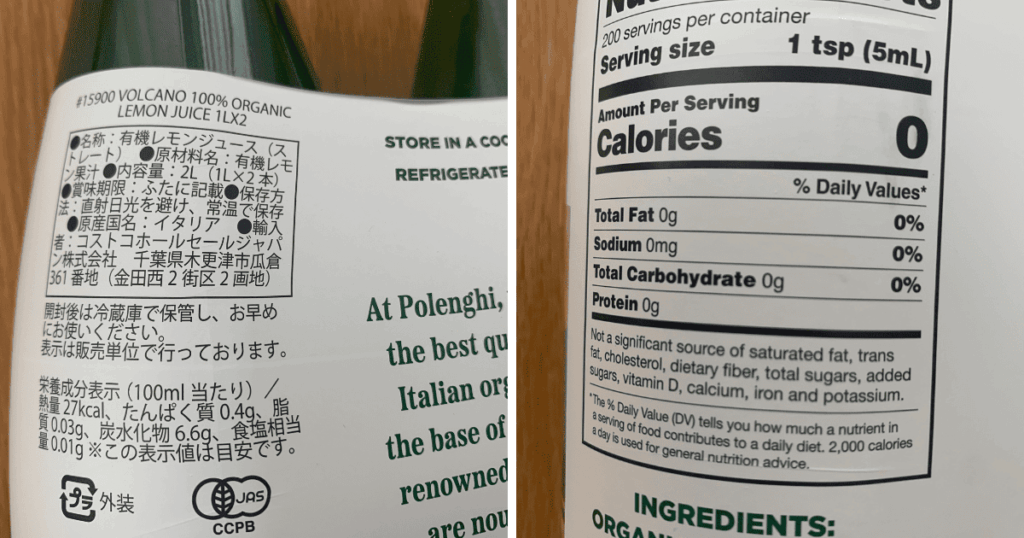 #15900 VOLCANO 100% ORGANIC
LEMON JUICE 1LX2
●名称：有機レモンジュース（ス
トレート） ●原材料名：有機レモ
ン果汁 ●内容量：2L（1L×2本）
●賞味期限：ふたに記載●保存方
法：直射日光を避け、常温で保存
●原産国名：イタリア ●輸入
者：コストコホールセールジャパ
ン株式会社 千葉県木更津市瓜倉
361番地（金田西2街区2画地）
開封後は冷蔵庫で保管し、お早め
にお使いください。
表示は販売単位で行っております。
栄養成分表示（100ml当たり）／
熱量27kcal、たんぱく質0.4g、脂
質0.03g、炭水化物6.6g、食塩相当
量0.01g ※この表示値は目安です。
プラ 外装
JAS
CCPB
STORE IN A
REFRIGERATE
At Polenghi,
the best
Italian
the base of
renowned
are
200 servings per container
Serving size 1 tsp (5mL)
Amount Per Serving
Calories 0
% Daily Values*
Total Fat 0g 0%
Sodium 0mg 0%
Total Carbohydrate 0g 0%
Protein 0g
Not a significant source of saturated fat, trans
fat, cholesterol, dietary fiber, total sugars, added
sugars, vitamin D, calcium, iron and potassium.
*The % Daily Value (DV) tells you how much a nutrient in
a serving of food contributes to a daily diet. 2,000 calories
a day is used for general nutrition advice.
INGREDIENTS: